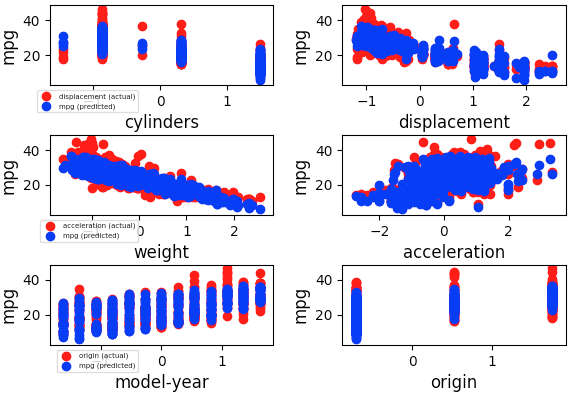 40
20
mpg
0
1
displacement (actual)
mpg (predicted)
cylinders
40
20
mpg
−1
0
1
2
displacement
40
20
mpg
0
1
2
acceleration (actual)
mpg (predicted)
weight
40
20
mpg
−2
0
2
acceleration
40
20
mpg
0
1
origin (actual)
mpg (predicted)
model-year
40
20
mpg
0
1
origin